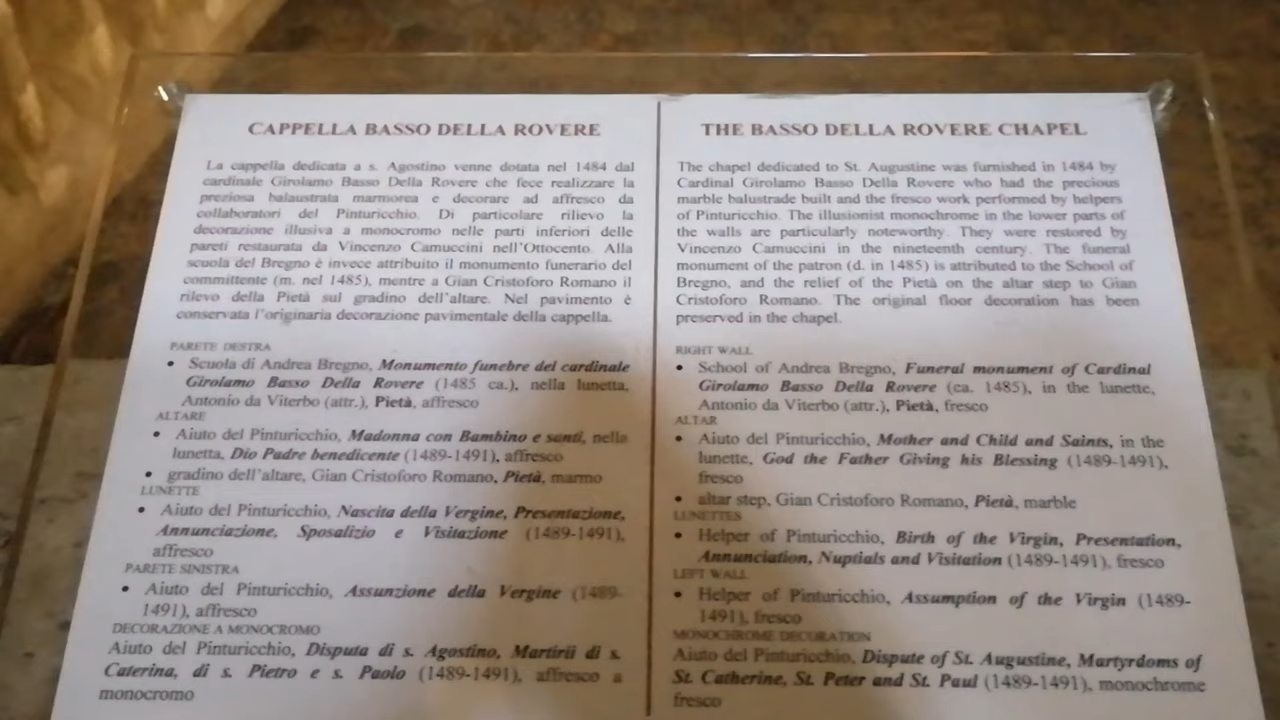 CAPPELLA BASSO DELLA ROVERE
La cappella dedicata a s. Agostino venne dotata nel 1484 dal
cardinale Girolamo Basso Della Rovere che fece realizzare la
preziosa balaustrata marmorea e decorare ad affresco da
collaboratori del Pinturicchio. Di particolare rilievo la
decorazione illusiva a monocromo nelle parti inferiori delle
pareti restaurata da Vincenzo Camuccini nell'Ottocento. Alla
scuola del Bregno è invece attribuito il monumento funerario del
committente (m. nel 1485), mentre a Gian Cristoforo Romano il
rilevo della Pietà sul gradino dell'altare. Nel pavimento è
conservata l'originaria decorazione pavimentale della cappella.
PARETE DESTRA
• Scuola di Andrea Bregno, Monumento funebre del cardinale
Girolamo Basso Della Rovere (1485 ca.), nella lunetta,
Antonio da Viterbo (attr.), Pietà, affresco
ALTARE
• Aiuto del Pinturicchio, Madonna con Bambino e santi, nella
lunetta, Dio Padre benedicente (1489-1491), affresco
• gradino dell'altare, Gian Cristoforo Romano, Pietà, marmo
LUNETTE
• Aiuto del Pinturicchio, Nascita della Vergine, Presentazione,
Annunciazione, Sposalizio e Visitazione (1489-1491),
affresco
PARETE SINISTRA
• Aiuto del Pinturicchio, Assunzione della Vergine (1489-
1491), affresco
DECORAZIONE A MONOCROMO
Aiuto del Pinturicchio, Disputa di s. Agostino, Martirii di s.
Caterina, di s. Pietro e s. Paolo (1489-1491), affresco a
monocromo
THE BASSO DELLA ROVERE CHAPEL
The chapel dedicated to St. Augustine was furnished in 1484 by
Cardinal Girolamo Basso Della Rovere who had the precious
marble balustrade built and the fresco work performed by helpers
of Pinturicchio. The illusionist monochrome in the lower parts of
the walls are particularly noteworthy. They were restored by
Vincenzo Camuccini in the nineteenth century. The funeral
monument of the patron (d. in 1485) is attributed to the School of
Bregno, and the relief of the Pietà on the altar step to Gian
Cristoforo Romano. The original floor decoration has been
preserved in the chapel.
RIGHT WALL
• School of Andrea Bregno, Funeral monument of Cardinal
Girolamo Basso Della Rovere (ca. 1485), in the lunette,
Antonio da Viterbo (attr.), Pietà, fresco
ALTAR
• Aiuto del Pinturicchio, Mother and Child and Saints, in the
lunette, God the Father Giving his Blessing (1489-1491),
fresco
• altar step, Gian Cristoforo Romano, Pietà, marble
LUNETTES
• Helper of Pinturicchio, Birth of the Virgin, Presentation,
Annunciation, Nuptials and Visitation (1489-1491), fresco
LEFT WALL
• Helper of Pinturicchio, Assumption of the Virgin (1489-
1491), fresco
MONOCHROME DECORATION
Aiuto del Pinturicchio, Dispute of St. Augustine, Martyrdoms of
St. Catherine, St. Peter and St. Paul (1489-1491), monochrome
fresco